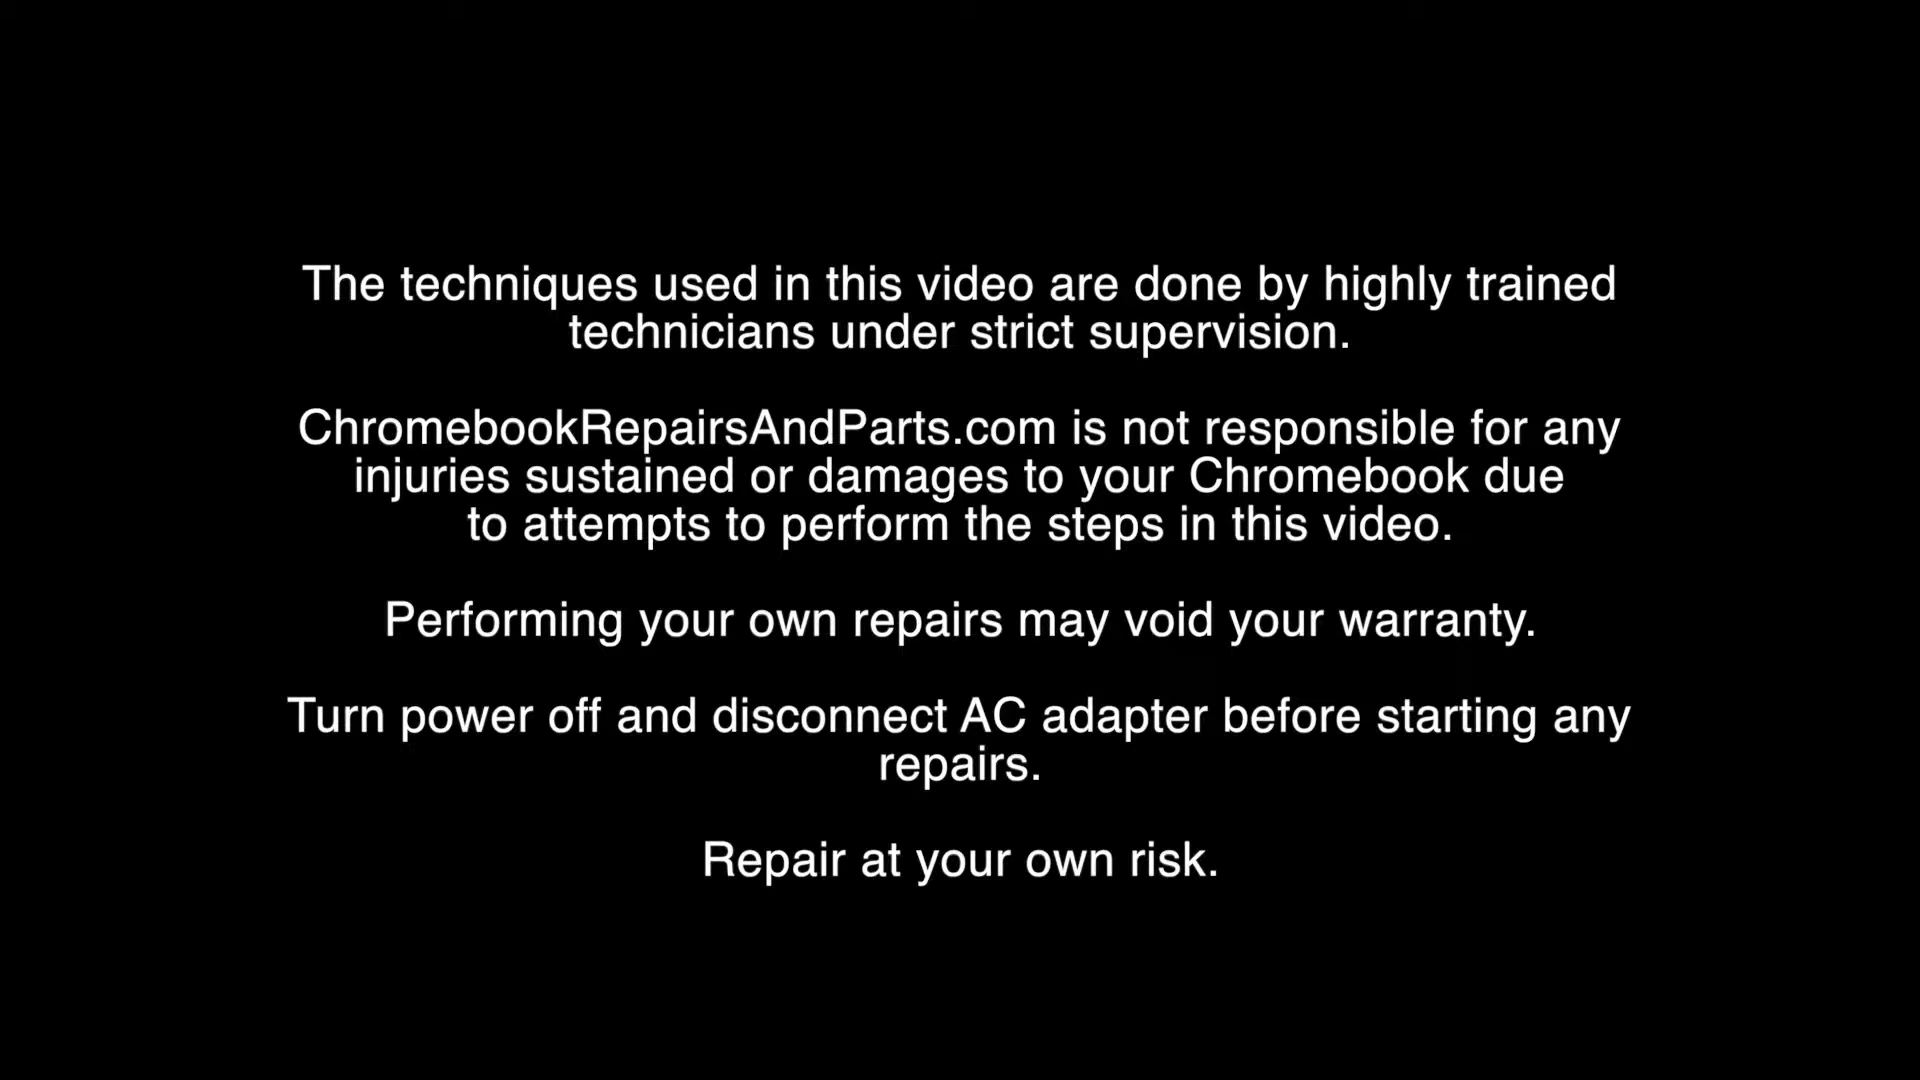 The techniques used in this video are done by highly trained
technicians under strict supervision.
ChromebookRepairsAndParts.com is not responsible for any
injuries sustained or damages to your Chromebook due
to attempts to perform the steps in this video.
Performing your own repairs may void your warranty.
Turn power off and disconnect AC adapter before starting any
repairs.
Repair at your own risk.